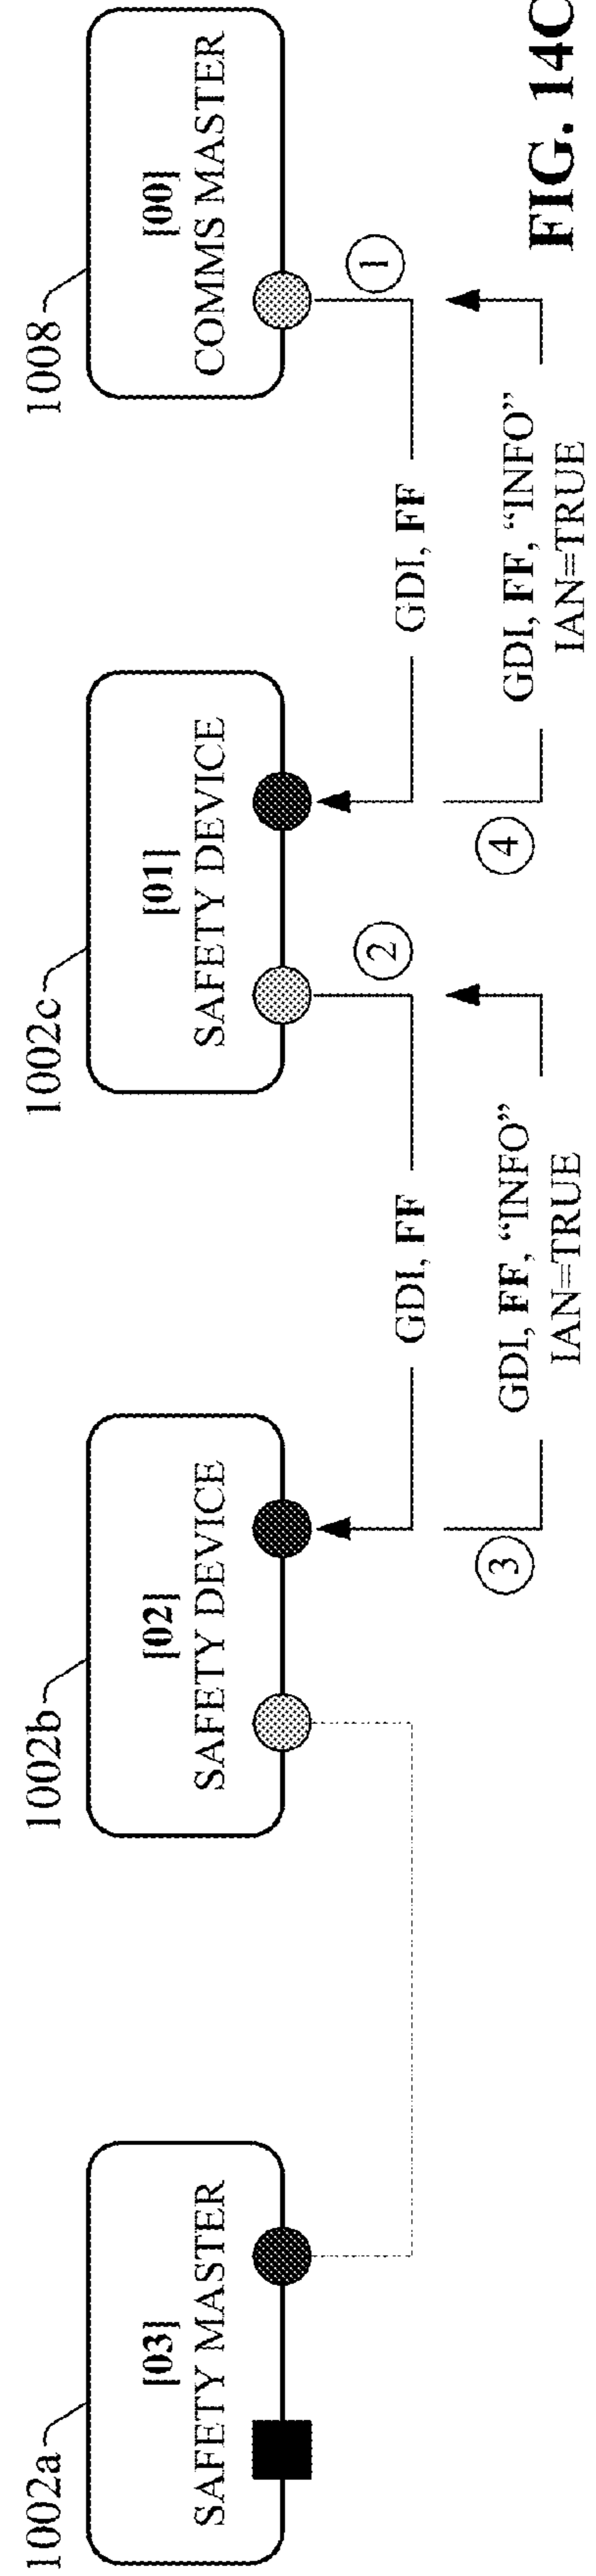 1002a
[03]
SAFETY MASTER
1002b
[02]
SAFETY DEVICE
1002c
[01]
SAFETY DEVICE
1008
[00]
COMMS MASTER
GDI, FF
2
GDI, FF
1
3
GDI, FF, “INFO”
IAN=TRUE
4
GDI, FF, “INFO”
IAN=TRUE
FIG. 14C